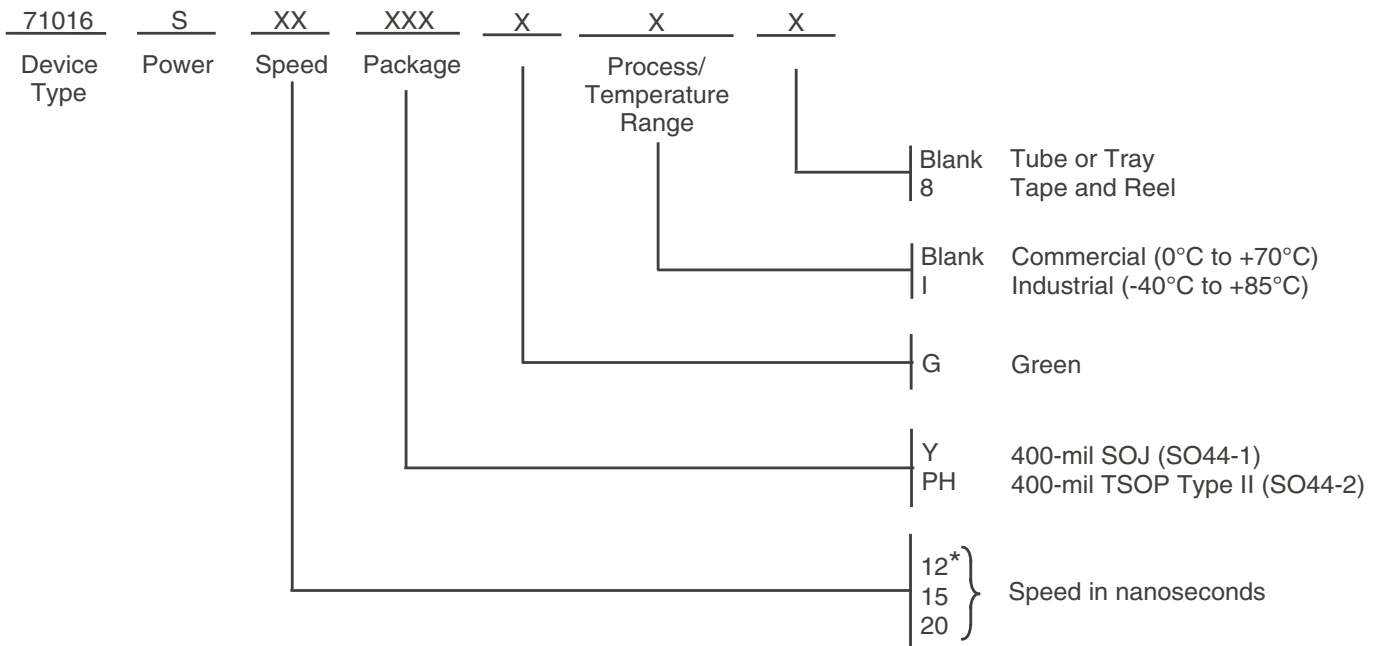 71016 S XX XXX X X X
Device Type
Power
Speed
Package
Process/
Temperature
Range
Blank Tube or Tray
8 Tape and Reel
Blank Commercial (0°C to +70°C)
I Industrial (-40°C to +85°C)
G Green
Y 400-mil SOJ (SO44-1)
PH 400-mil TSOP Type II (SO44-2)
12*
15 Speed in nanoseconds
20